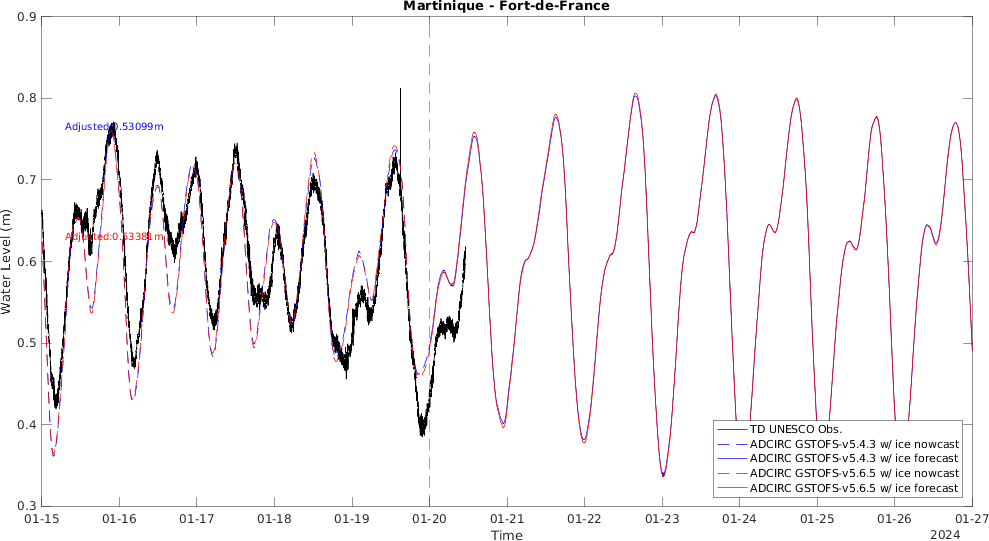 Martinique - Fort-de-France
0.9
0.8
0.7
0.6
0.5
0.4
0.3
Water Level (m)
Adjusted:0.53099m
Adjusted:0.53381m
TD UNESCO Obs.
ADCIRC GSTOFS-v5.4.3 w/ ice nowcast
ADCIRC GSTOFS-v5.4.3 w/ ice forecast
ADCIRC GSTOFS-v5.6.5 w/ ice nowcast
ADCIRC GSTOFS-v5.6.5 w/ ice forecast
01-15 01-16 01-17 01-18 01-19 01-20 01-21 01-22 01-23 01-24 01-25 01-26 01-27
Time
2024